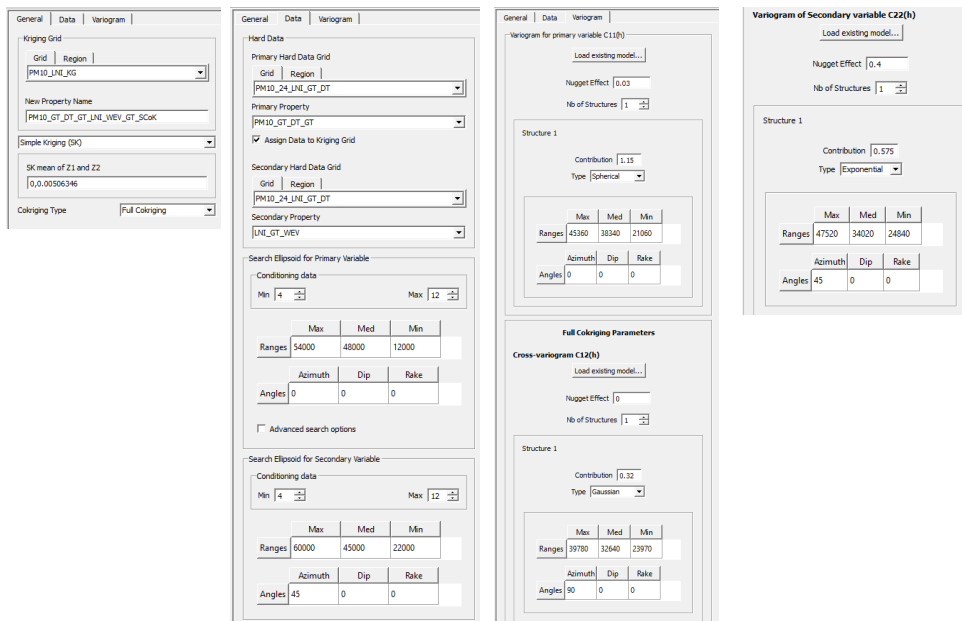 General Data Variogram
Kriging Grid
Grid Region
PM10_LNI_KG
New Property Name
PM10_GT_DT_GT_LNI_WEV_GT_SCoK
Simple Kriging (SK)
SK mean of Z1 and Z2
0,0.00506346
Cokriging Type Full Cokriging
General Data Variogram
Hard Data
Primary Hard Data Grid
Grid Region
PM10_24_LNI_GT_DT
Primary Property
PM10_GT_DT_GT
Assign Data to Kriging Grid
Secondary Hard Data Grid
Grid Region
PM10_24_LNI_GT_DT
Secondary Property
LNI_GT_WEV
Search Ellipsoid for Primary Variable
Conditioning data
Min 4 Max 12
Max Med Min
Ranges 54000 48000 12000
Azimuth Dip Rake
Angles 0 0 0
Advanced search options
Search Ellipsoid for Secondary Variable
Conditioning data
Min 4 Max 12
Max Med Min
Ranges 60000 45000 22000
Azimuth Dip Rake
Angles 45 0 0
General Data Variogram
Variogram for primary variable C11(h)
Load existing model...
Nugget Effect 0.03
Nb of Structures 1
Structure 1
Contribution 1.15
Type Spherical
Max Med Min
Ranges 45360 38340 21060
Azimuth Dip Rake
Angles 0 0 0
Full Cokriging Parameters
Cross-variogram C12(h)
Load existing model...
Nugget Effect 0
Nb of Structures 1
Structure 1
Contribution 0.32
Type Gaussian
Max Med Min
Ranges 39780 32640 23970
Azimuth Dip Rake
Angles 90 0 0
Variogram of Secondary variable C22(h)
Load existing model...
Nugget Effect 0.4
Nb of Structures 1
Structure 1
Contribution 0.575
Type Exponential
Max Med Min
Ranges 47520 34020 24840
Azimuth Dip Rake
Angles 45 0 0